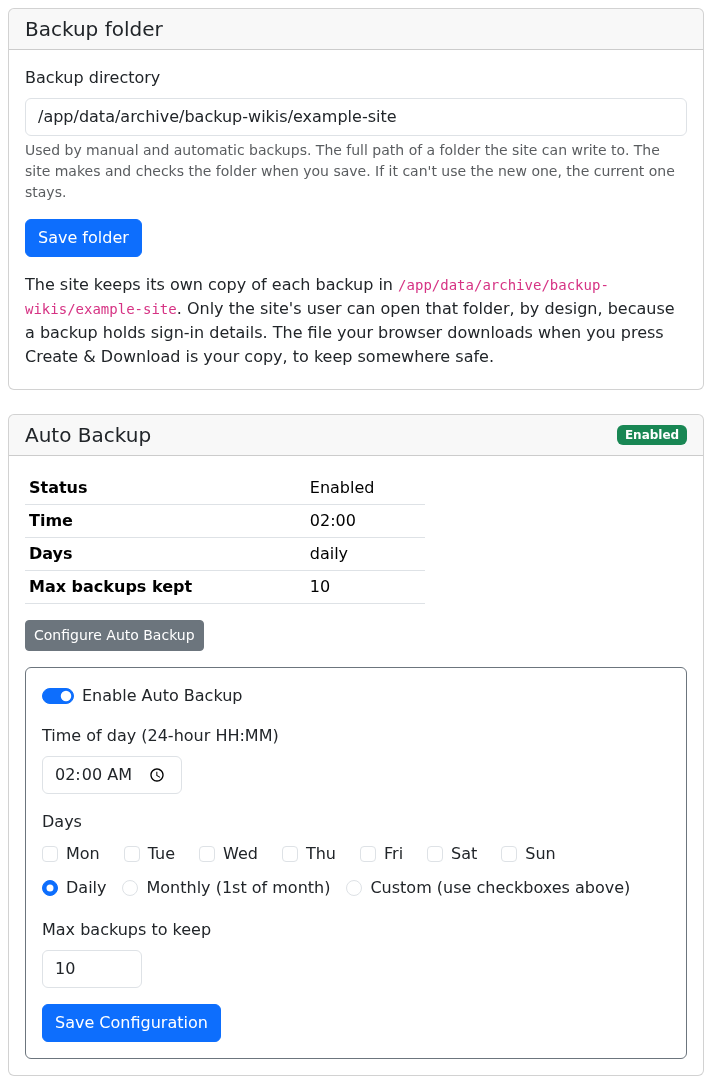 Backup folder
Backup directory
/app/data/archive/backup-wikis/example-site
Used by manual and automatic backups. The full path of a folder the site can write to. The
site makes and checks the folder when you save. If it can't use the new one, the current one
stays.
Save folder
The site keeps its own copy of each backup in /app/data/archive/backup-
wikis/example-site. Only the site's user can open that folder, by design, because
a backup holds sign-in details. The file your browser downloads when you press
Create & Download is your copy, to keep somewhere safe.
Auto Backup Enabled
Status Enabled
Time 02:00
Days daily
Max backups kept 10
Configure Auto Backup
Enable Auto Backup
Time of day (24-hour HH:MM)
02:00 AM
Days
Mon Tue Wed Thu Fri Sat Sun
Daily Monthly (1st of month) Custom (use checkboxes above)
Max backups to keep
10
Save Configuration